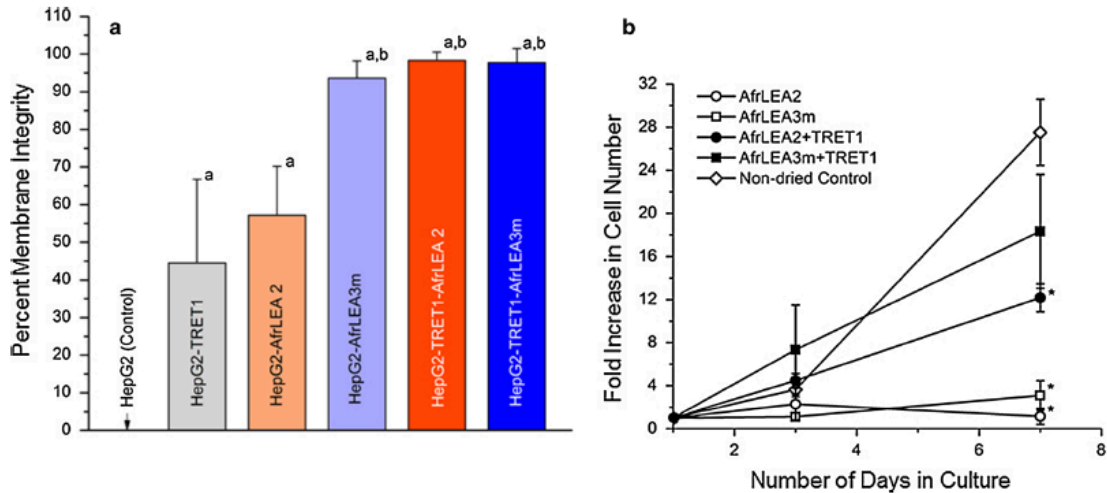 a
Percent Membrane Integrity
110
100
90
80
70
60
50
40
30
20
10
0
HepG2 (Control)
HepG2-TRET1
a
HepG2-AfrLEA 2
a
HepG2-AfrLEA3m
a,b
HepG2-TRET1-AfrLEA 2
a,b
HepG2-TRET1-AfrLEA3m
a,b
b
Fold Increase in Cell Number
32
28
24
20
16
12
8
4
0
AfrLEA2
AfrLEA3m
AfrLEA2+TRET1
AfrLEA3m+TRET1
Non-dried Control
*
*
*
2
4
6
8
Number of Days in Culture